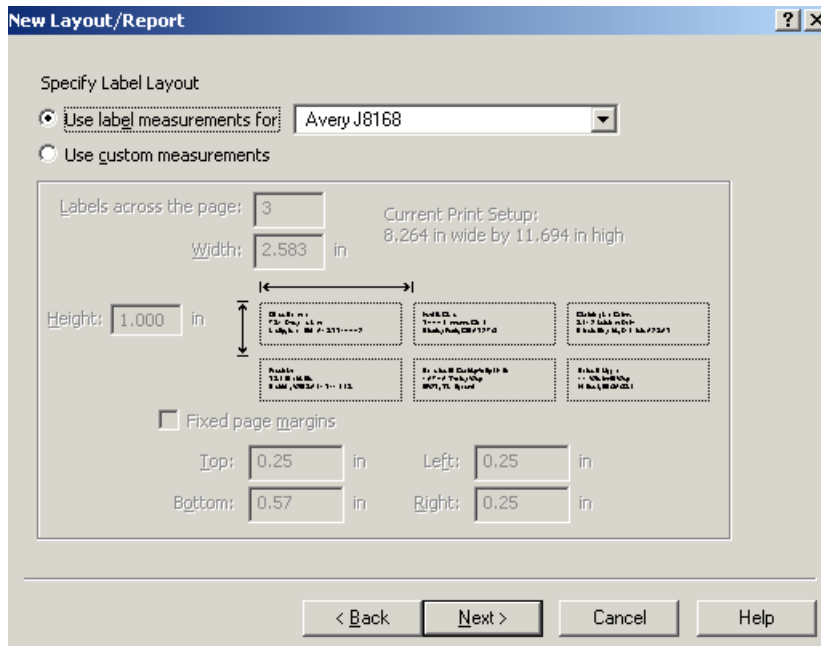 New Layout/Report
Specify Label Layout
Use label measurements for Avery J8168
Use custom measurements
Labels across the page: 3
Current Print Setup:
8.264 in wide by 11.694 in high
Width: 2.583 in
Height: 1.000 in
Fixed page margins
Top: 0.25 in Left: 0.25 in
Bottom: 0.57 in Right: 0.25 in
< Back Next > Cancel Help